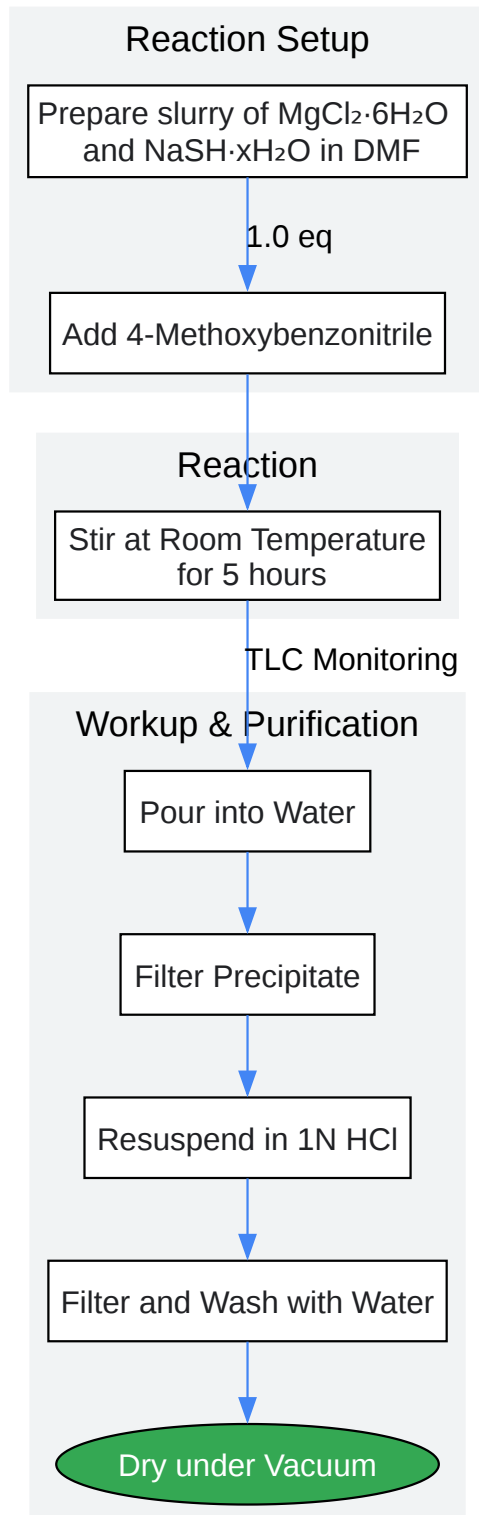 Reaction Setup
Prepare slurry of MgCl₂·6H₂O
and NaSH·xH₂O in DMF
1.0 eq
Add 4-Methoxybenzonitrile
Reaction
Stir at Room Temperature
for 5 hours
TLC Monitoring
Workup & Purification
Pour into Water
Filter Precipitate
Resuspend in 1N HCl
Filter and Wash with Water
Dry under Vacuum